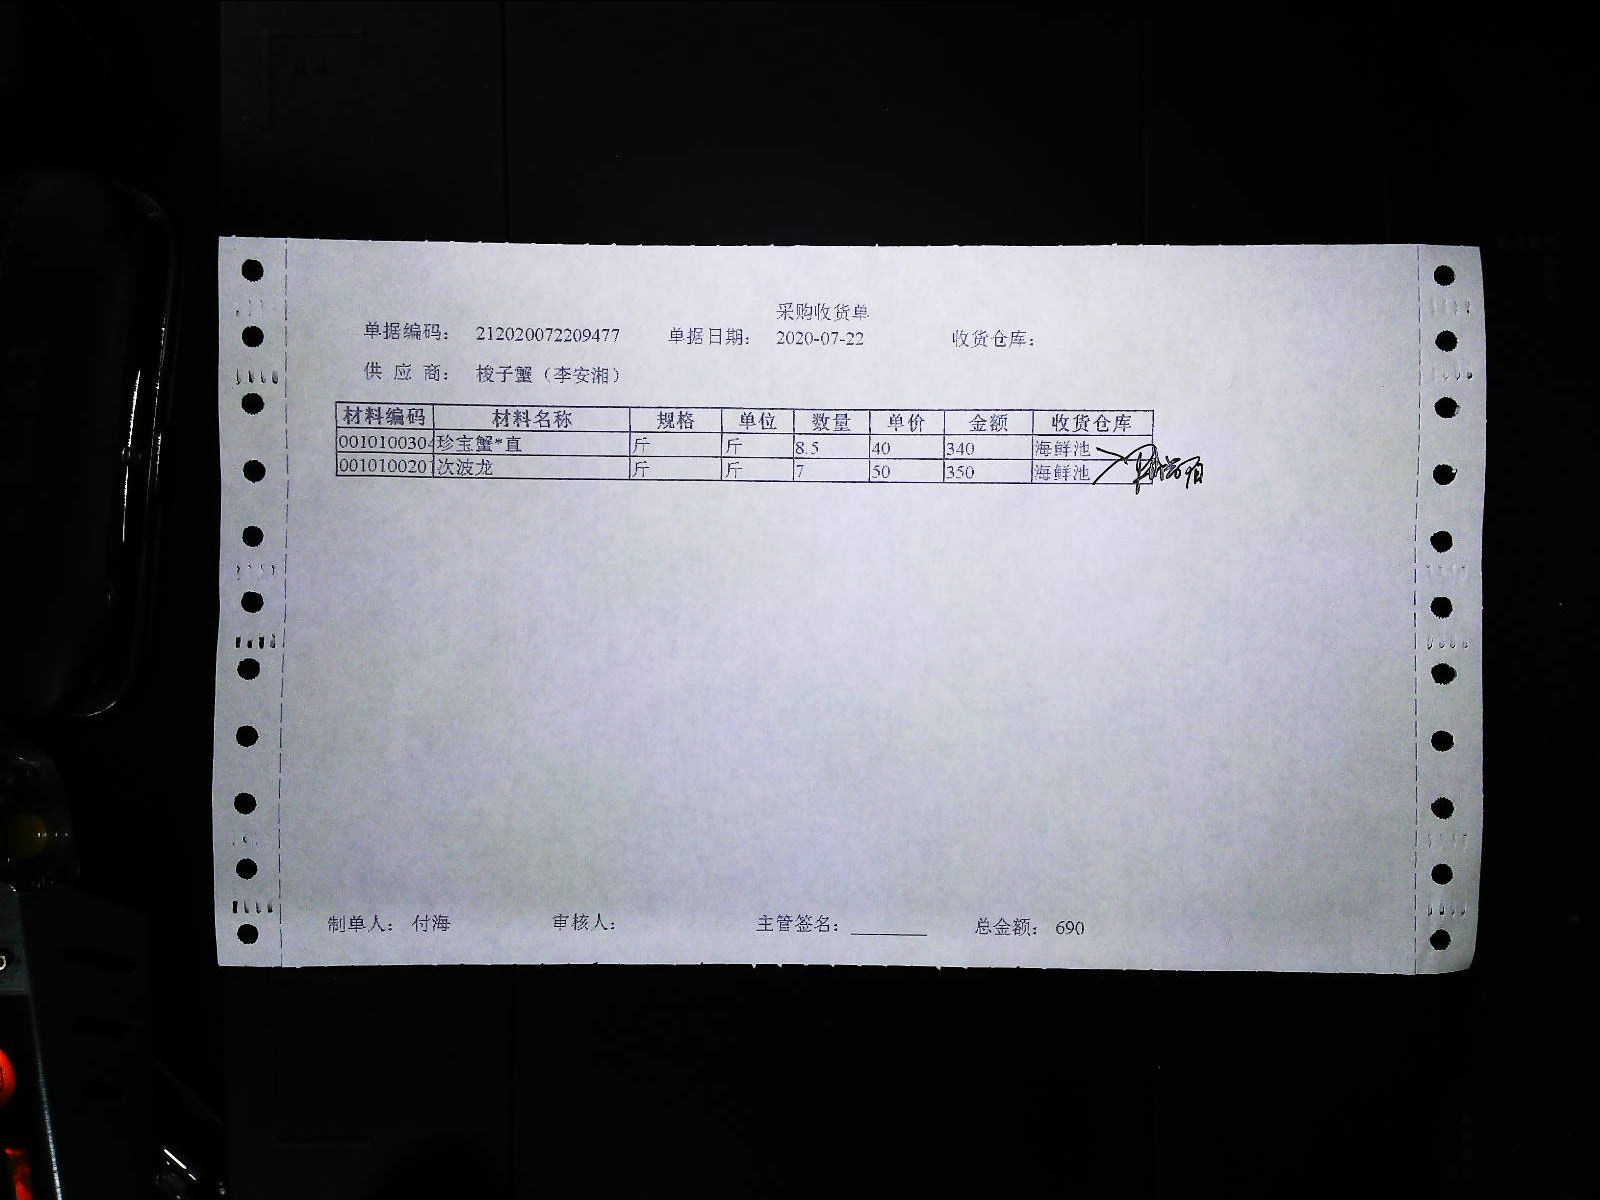 采购收货单
单据编码： 212020072209477 单据日期： 2020-07-22 收货仓库：
供 应 商： 梭子蟹（李安湘）
材料编码 材料名称 规格 单位 数量 单价 金额 收货仓库
0010100304 珍宝蟹*直 斤 斤 8.5 40 340 海鲜池
0010100201 次波龙 斤 斤 7 50 350 海鲜池
制单人： 付海 审核人： 主管签名： 总金额： 690